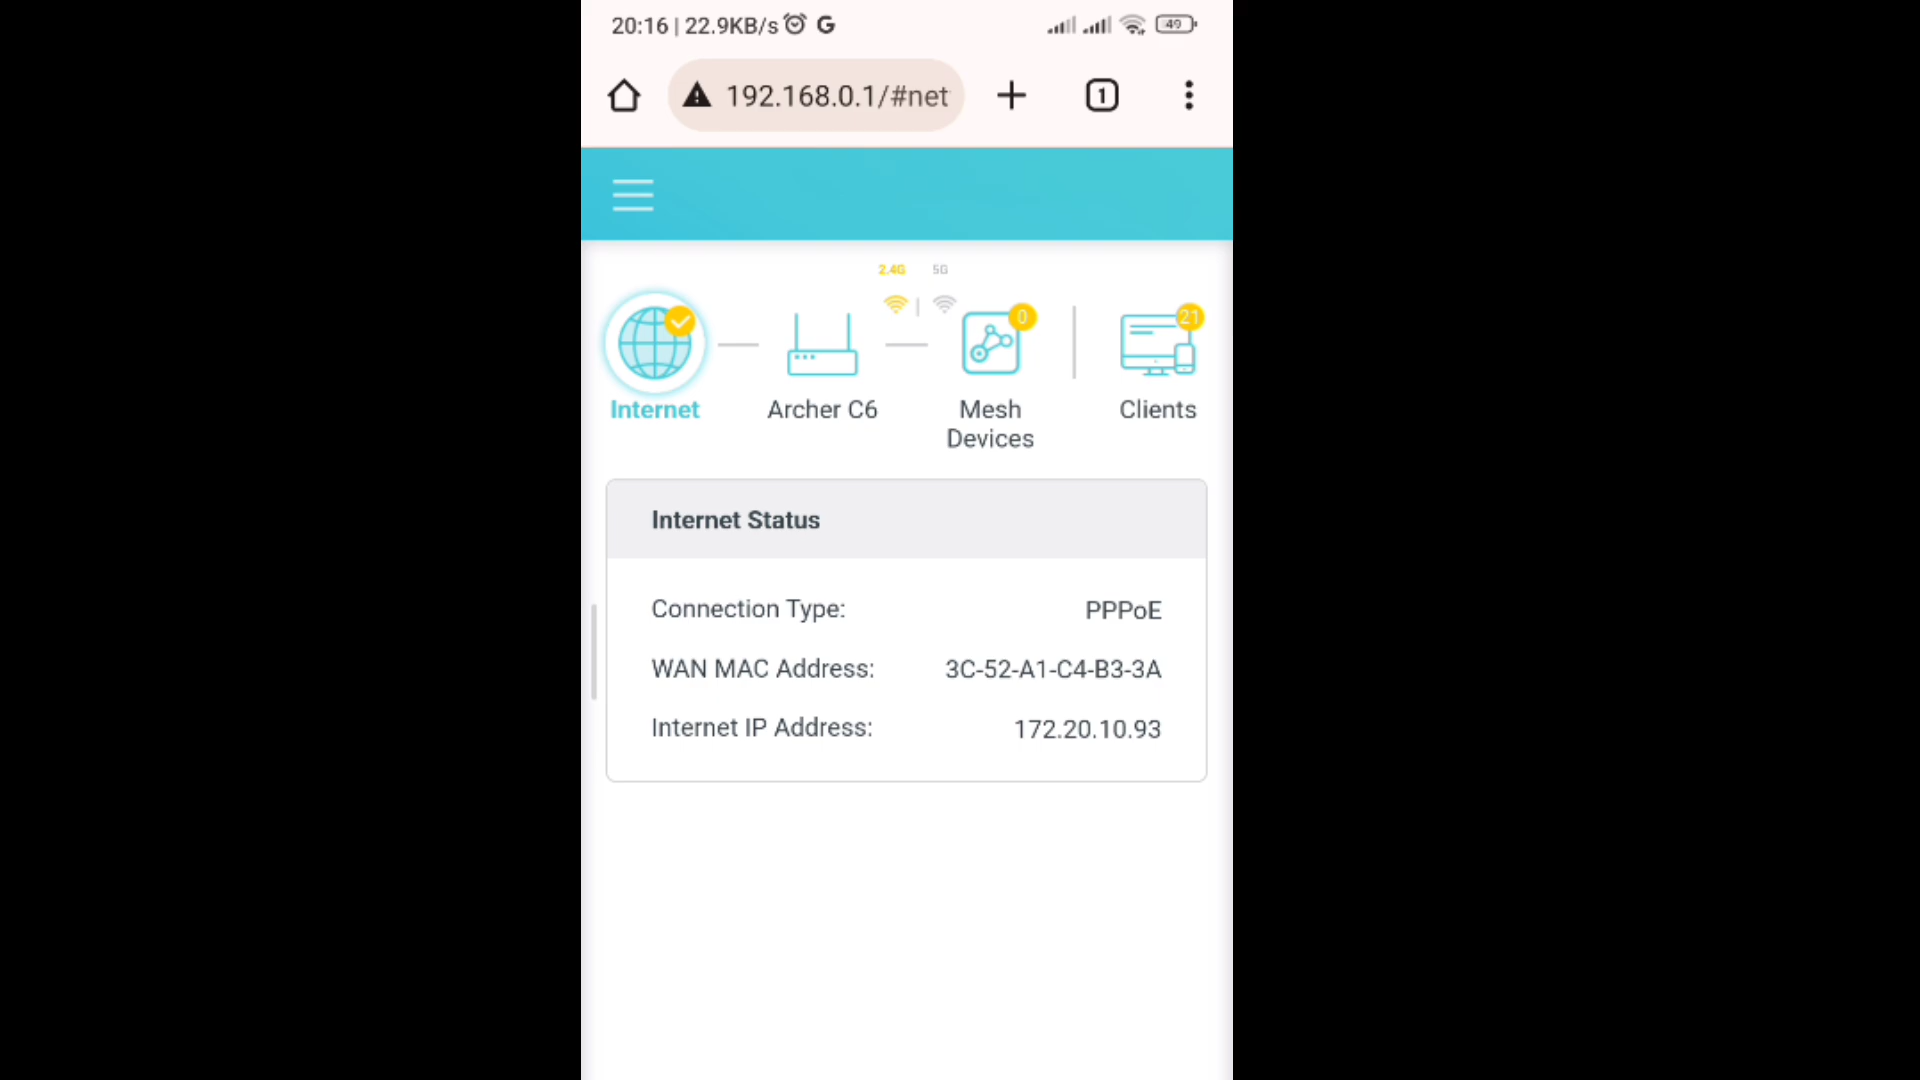 20:16 | 22.9KB/s G 49
192.168.0.1/#net 1
2.4G 5G
0 21
Internet Archer C6 Mesh Devices Clients
Internet Status
Connection Type: PPPoE
WAN MAC Address: 3C-52-A1-C4-B3-3A
Internet IP Address: 172.20.10.93